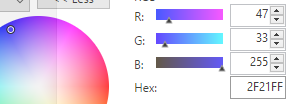 << Less
R: 47
G: 33
B: 255
Hex: 2F21FF